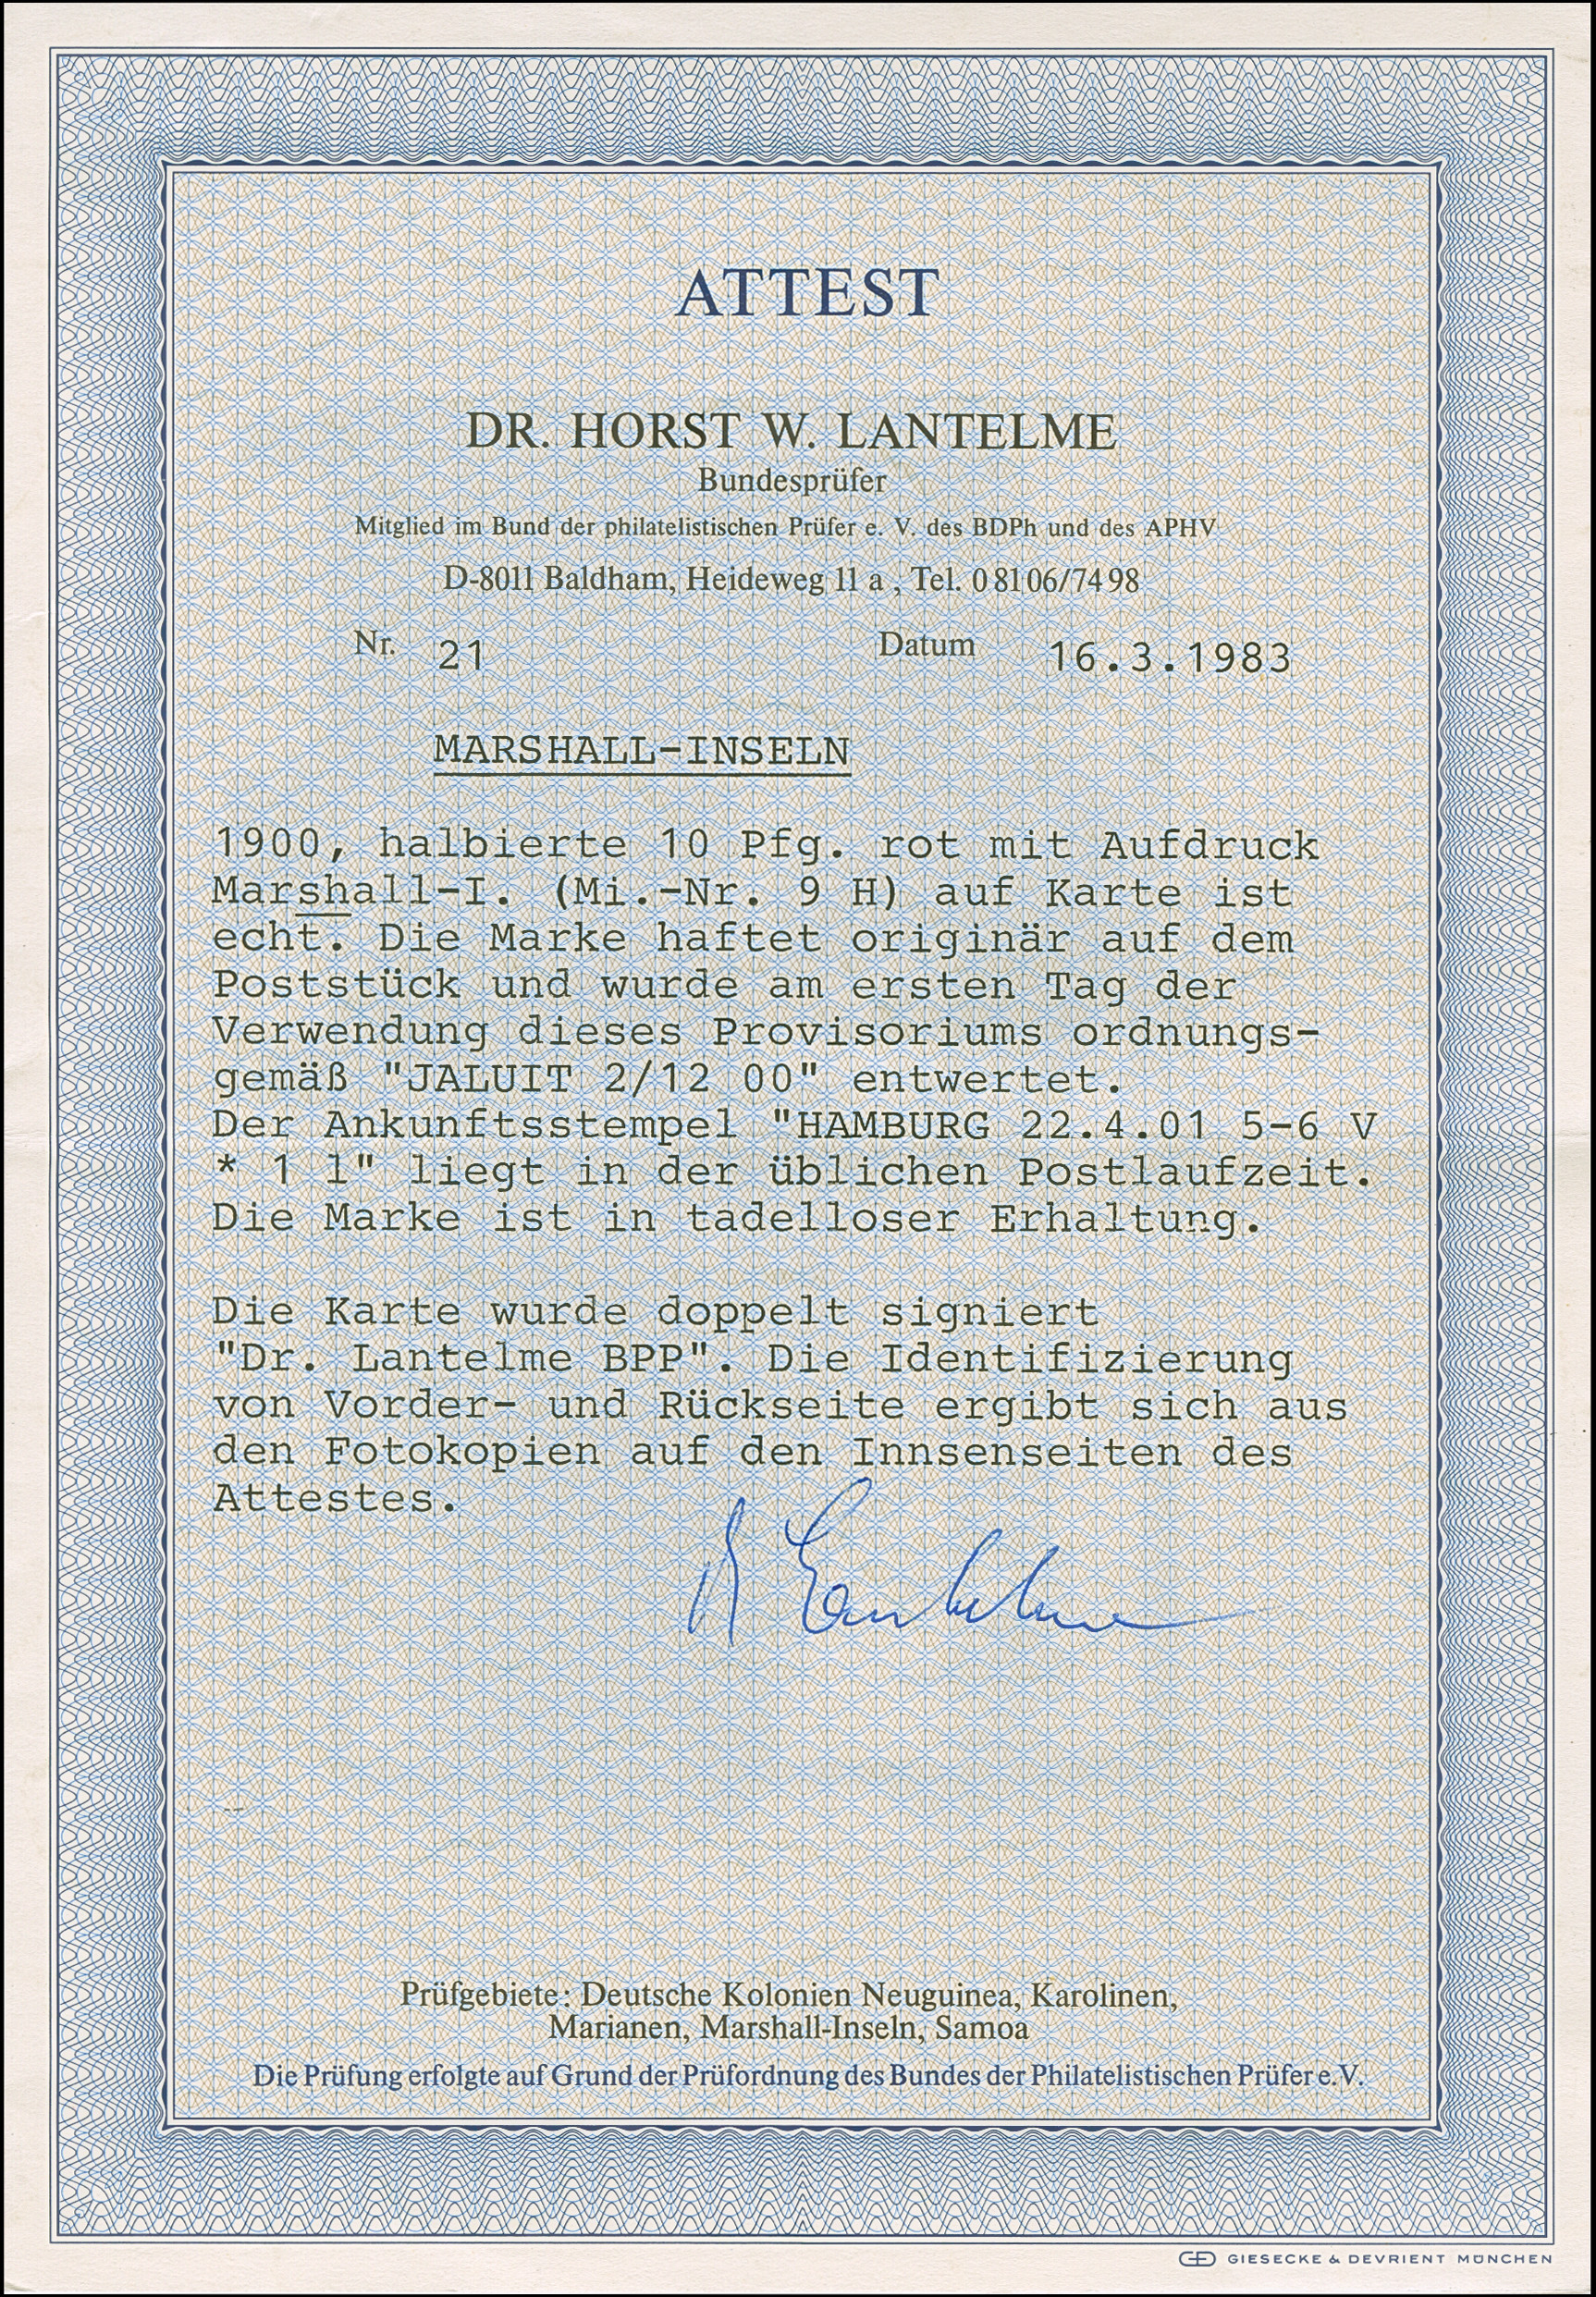 ATTEST
DR. HORST W. LANTELME
Bundesprüfer
Mitglied im Bund der philatelistischen Prüfer e. V. des BDPh und des APHV
D-8011 Baldham, Heideweg 11 a , Tel. 0 81 06/74 98
Nr. 21 Datum 16.3.1983
MARSHALL-INSELN
1900, halbierte 10 Pfg. rot mit Aufdruck
Marshall-I. (Mi.-Nr. 9 H) auf Karte ist
echt. Die Marke haftet originär auf dem
Poststück und wurde am ersten Tag der
Verwendung dieses Provisoriums ordnungs-
gemäß "JALUIT 2/12 00" entwertet.
Der Ankunftsstempel "HAMBURG 22.4.01 5-6 V
* 1 l" liegt in der üblichen Postlaufzeit.
Die Marke ist in tadelloser Erhaltung.
Die Karte wurde doppelt signiert
"Dr. Lantelme BPP". Die Identifizierung
von Vorder- und Rückseite ergibt sich aus
den Fotokopien auf den Innsenseiten des
Attestes.
Lantelme
Prüfgebiete: Deutsche Kolonien Neuguinea, Karolinen,
Marianen, Marshall-Inseln, Samoa
Die Prüfung erfolgte auf Grund der Prüfordnung des Bundes der Philatelistischen Prüfer e.V.
GD GIESECKE & DEVRIENT MÜNCHEN